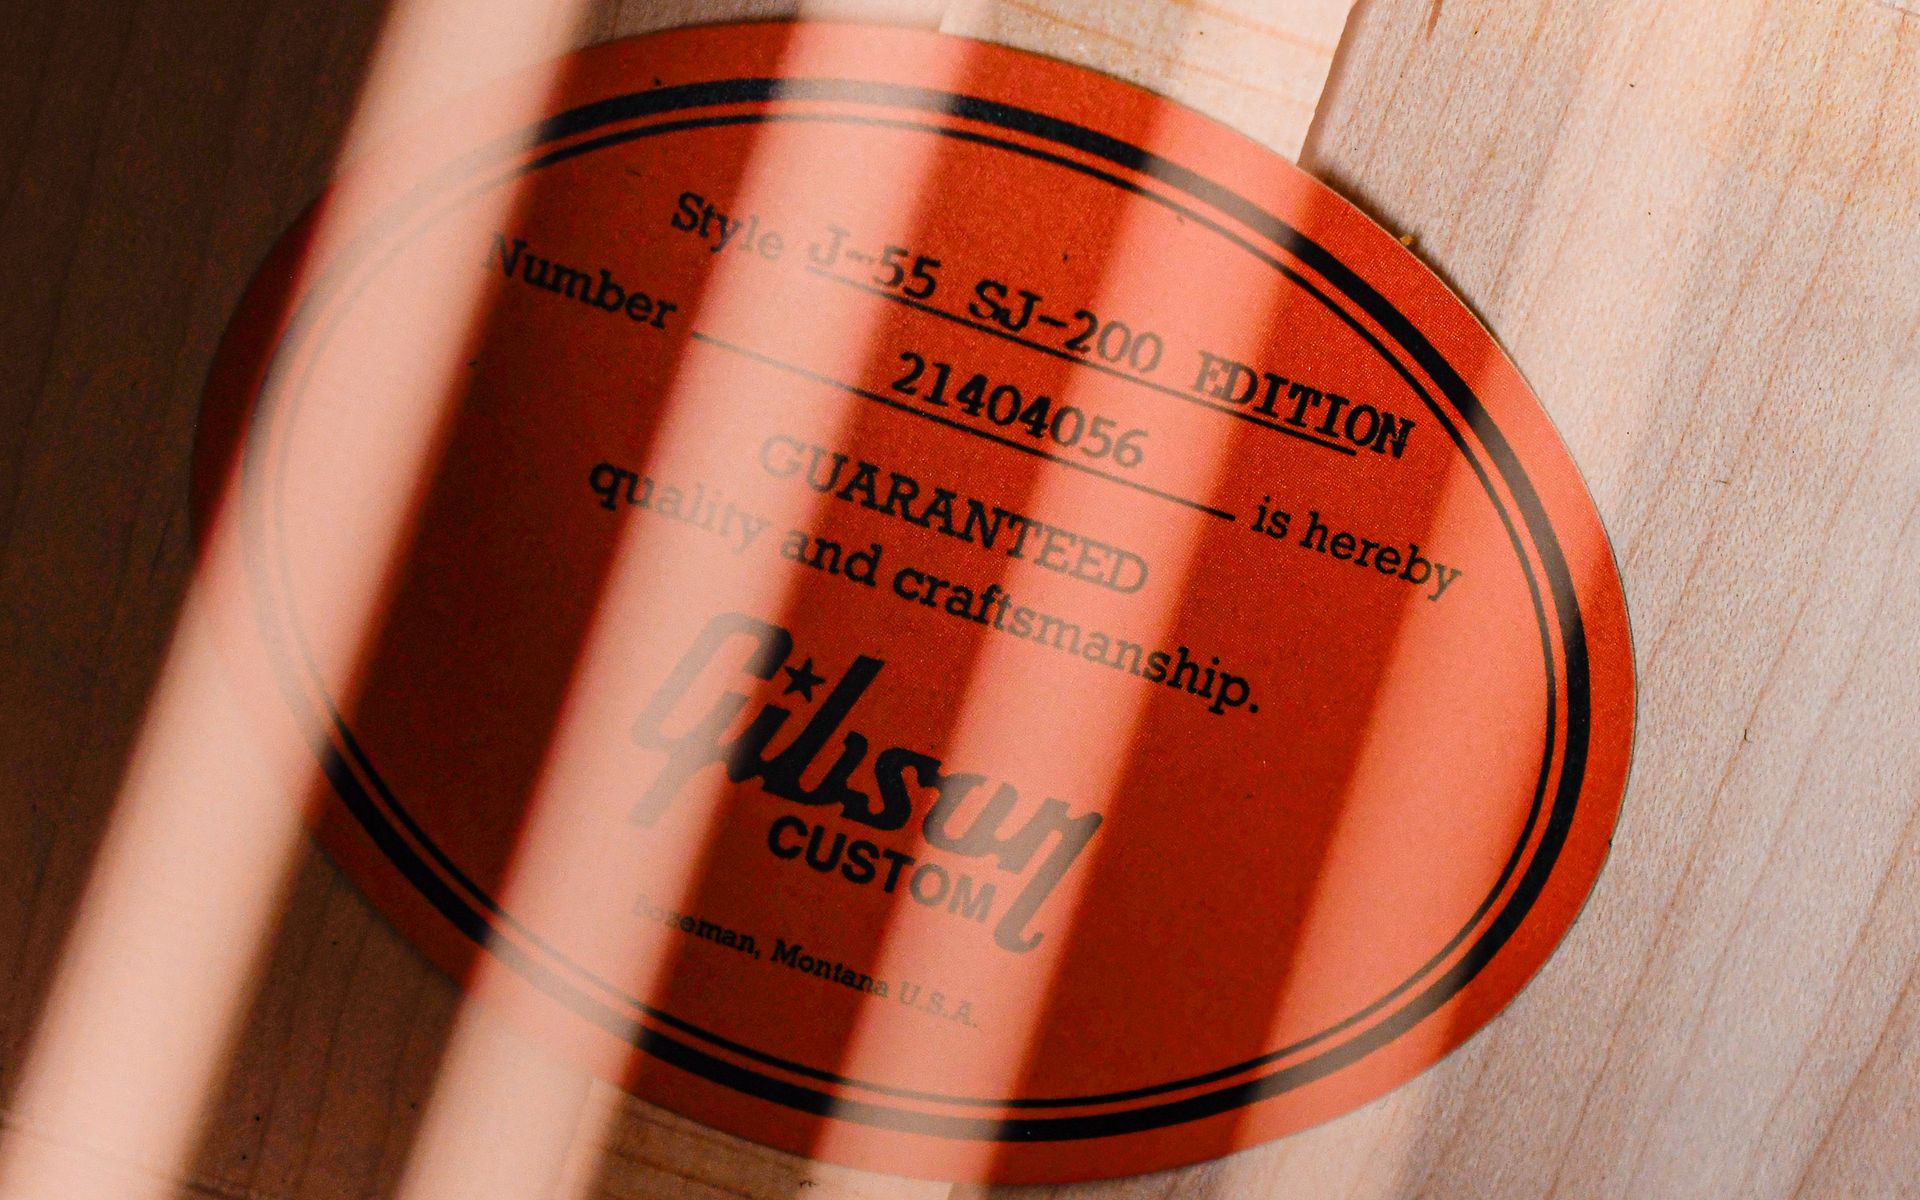 Style J-55 SJ-200 EDITION
Number 21404056 is hereby
GUARANTEED
quality and craftsmanship.
Gibson
CUSTOM
Bozeman, Montana U.S.A.